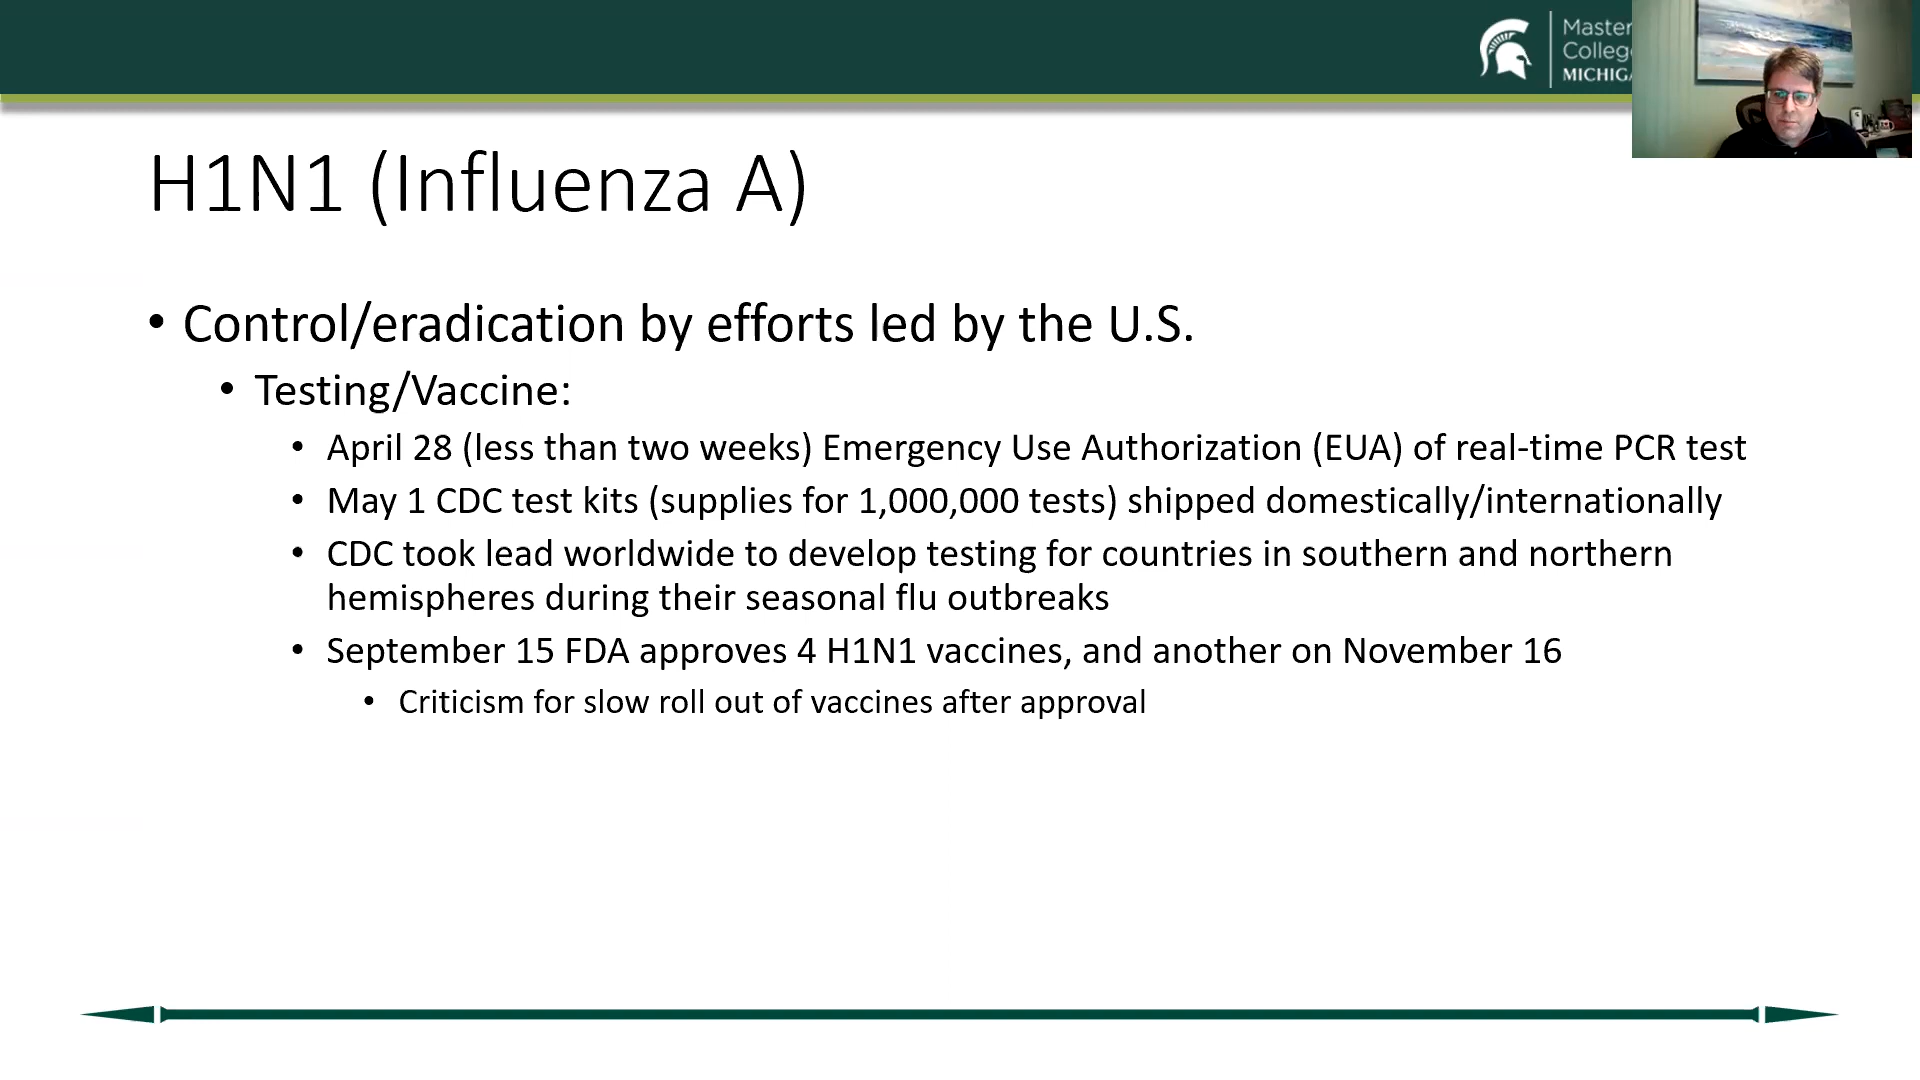 Master
College
MICHIG
H1N1 (Influenza A)
• Control/eradication by efforts led by the U.S.
• Testing/Vaccine:
• April 28 (less than two weeks) Emergency Use Authorization (EUA) of real-time PCR test
• May 1 CDC test kits (supplies for 1,000,000 tests) shipped domestically/internationally
• CDC took lead worldwide to develop testing for countries in southern and northern
hemispheres during their seasonal flu outbreaks
• September 15 FDA approves 4 H1N1 vaccines, and another on November 16
• Criticism for slow roll out of vaccines after approval